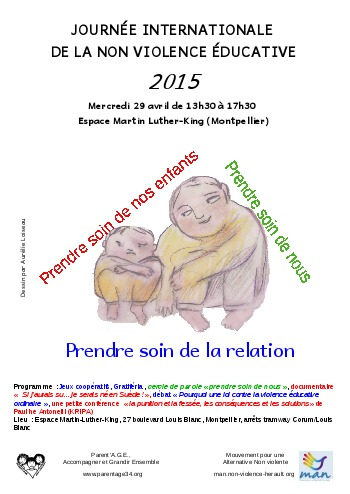 JOURNÉE INTERNATIONALE
DE LA NON VIOLENCE ÉDUCATIVE
2015
Mercredi 29 avril de 13h30 à 17h30
Espace Martin Luther-King (Montpellier)
Prendre soin de nos enfants
Prendre soin de nous
Dessin par Aurélie Loiseau
Prendre soin de la relation
Programme : Jeux coopératifs, Gratiféria, cercle de parole « prendre soin de nous », documentaire
« Si j'aurais su...je serais né en Suède ! », débat « Pourquoi une loi contre la violence éducative
ordinaire », une petite conférence « la punition et la fessée, les conséquences et les solutions» de
Pauline Antonelli (KRIPA)
Lieu : Espace Martin-Luther-King, 27 boulevard Louis Blanc, Montpellier, arrêts tramway Corum/Louis
Blanc
Parent'A.G.E.,
Accompagner et Grandir Ensemble
www.parentage34.org
Mouvement pour une
Alternative Non violente
man.non-violence-herault.org
man